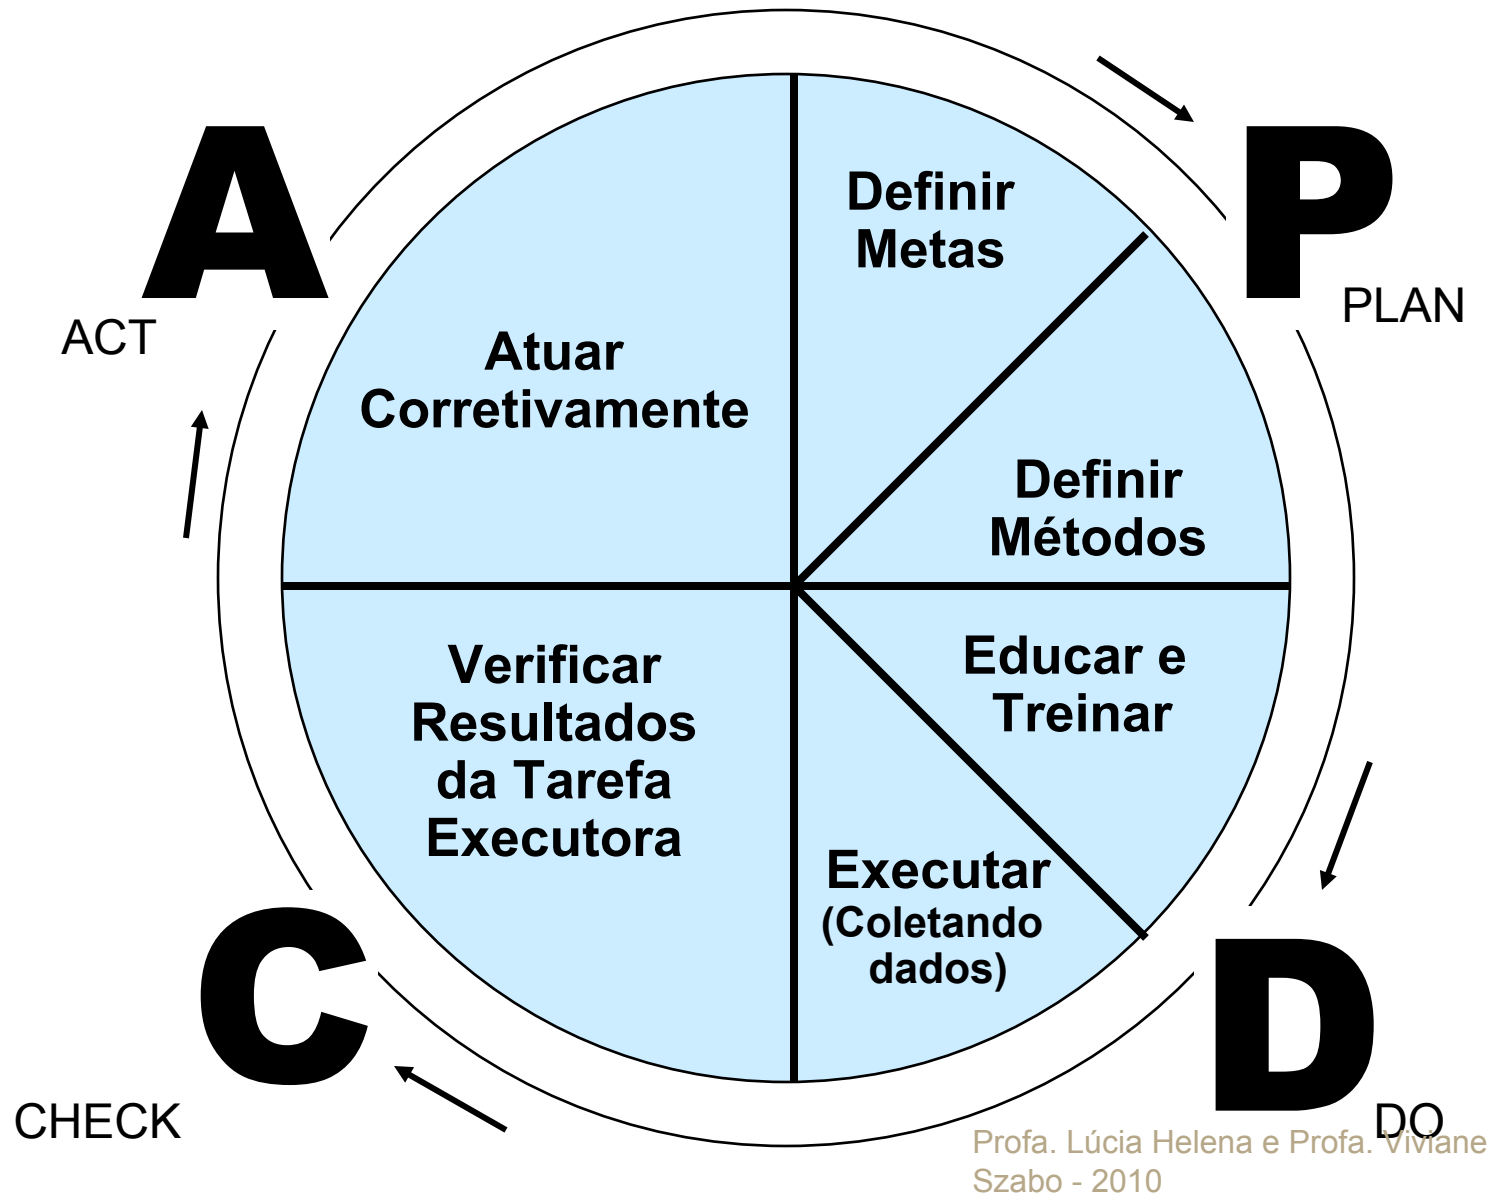 A
ACT
P
PLAN
Definir
Metas
Definir
Métodos
Atuar
Corretivamente
Educar e
Treinar
Executar
(Coletando
dados)
Verificar
Resultados
da Tarefa
Executora
C
CHECK
D
DO
Profa. Lúcia Helena e Profa. Viviane
Szabo - 2010